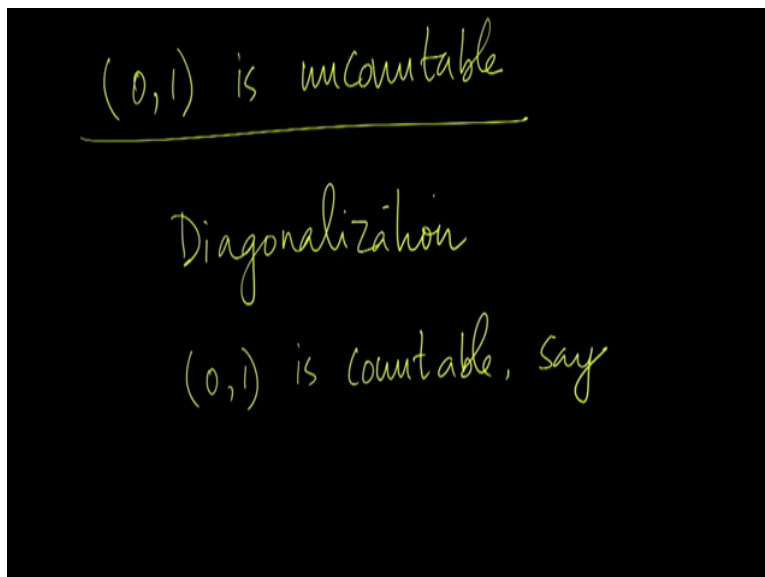 (0,1) is uncountable
Diagonalization
(0,1) is countable, say